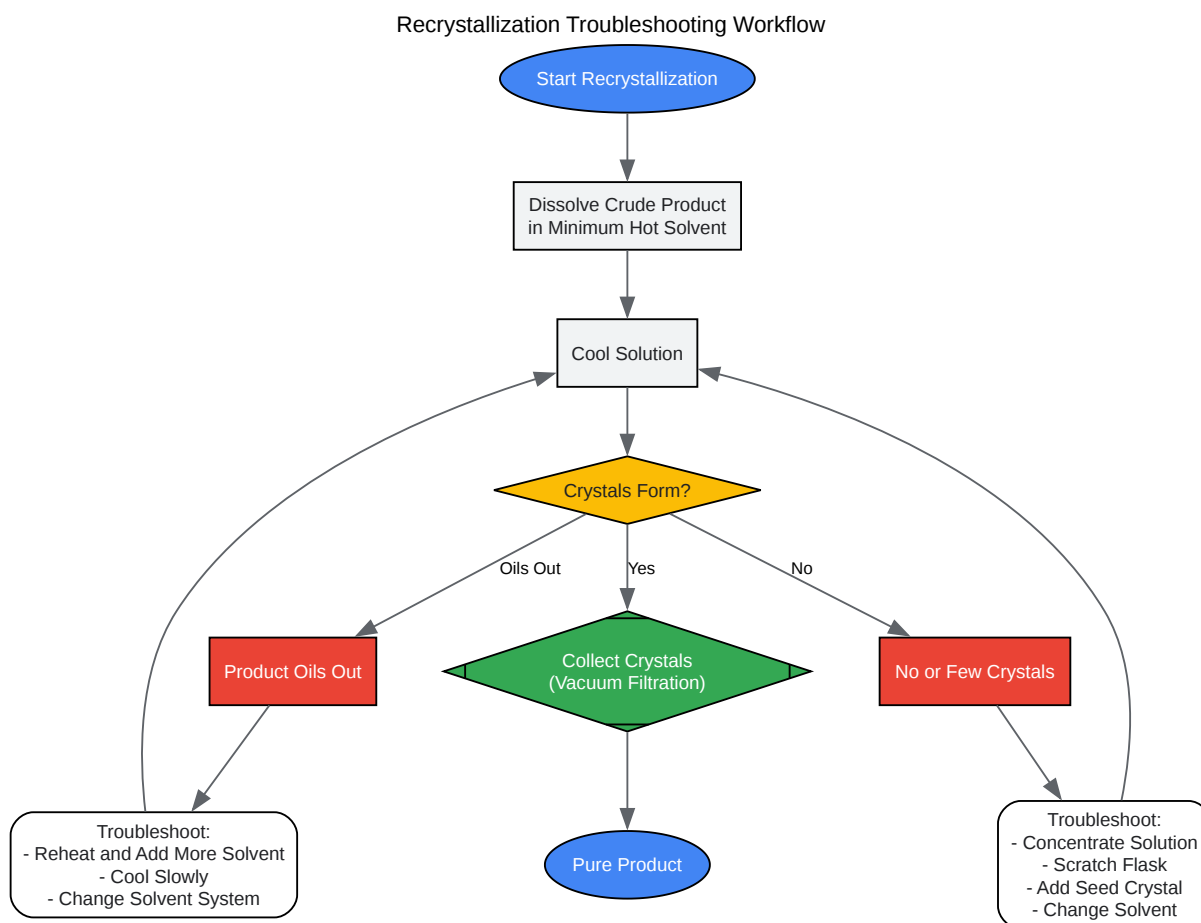 Recrystallization Troubleshooting Workflow
Start Recrystallization
Dissolve Crude Product
in Minimum Hot Solvent
Cool Solution
Crystals Form?
Oils Out
Yes
No
Product Oils Out
Collect Crystals
(Vacuum Filtration)
No or Few Crystals
Troubleshoot:
- Reheat and Add More Solvent
- Cool Slowly
- Change Solvent System
Pure Product
Troubleshoot:
- Concentrate Solution
- Scratch Flask
- Add Seed Crystal
- Change Solvent